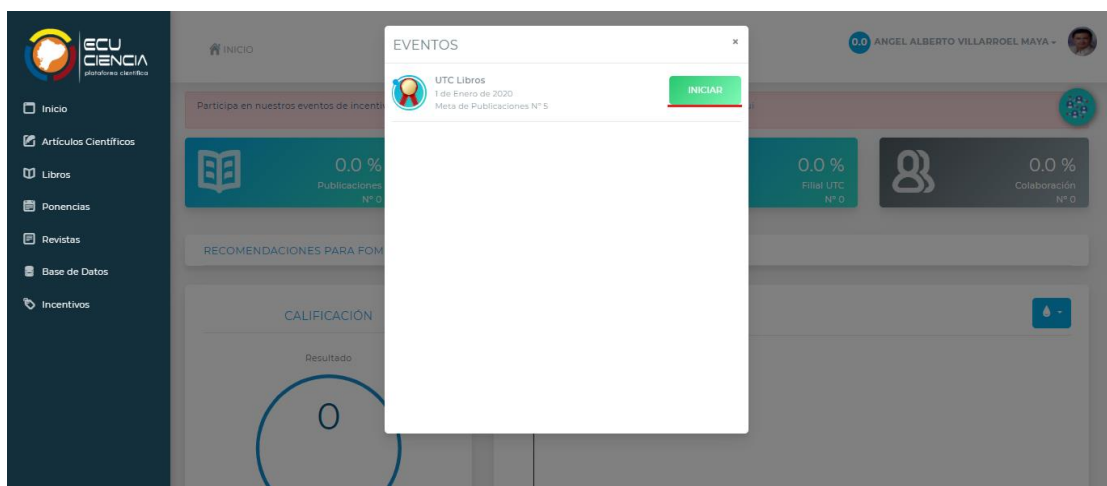 ECU
CIENCIA
plataforma científica
Inicio
Artículos Científicos
Libros
Ponencias
Revistas
Base de Datos
Incentivos
INICIO
0.0 ANGEL ALBERTO VILLARROEL MAYA
Participa en nuestros eventos de
EVENTOS ×
UTC Libros
1 de Enero de 2020
Meta de Publicaciones N° 5
INICIAR
0.0 %
Publicaciones
N° 0
0.0 %
Filial UTC
N° 0
0.0 %
Colaboración
N° 0
RECOMENDACIONES PARA
CALIFICACIÓN
Resultado
0